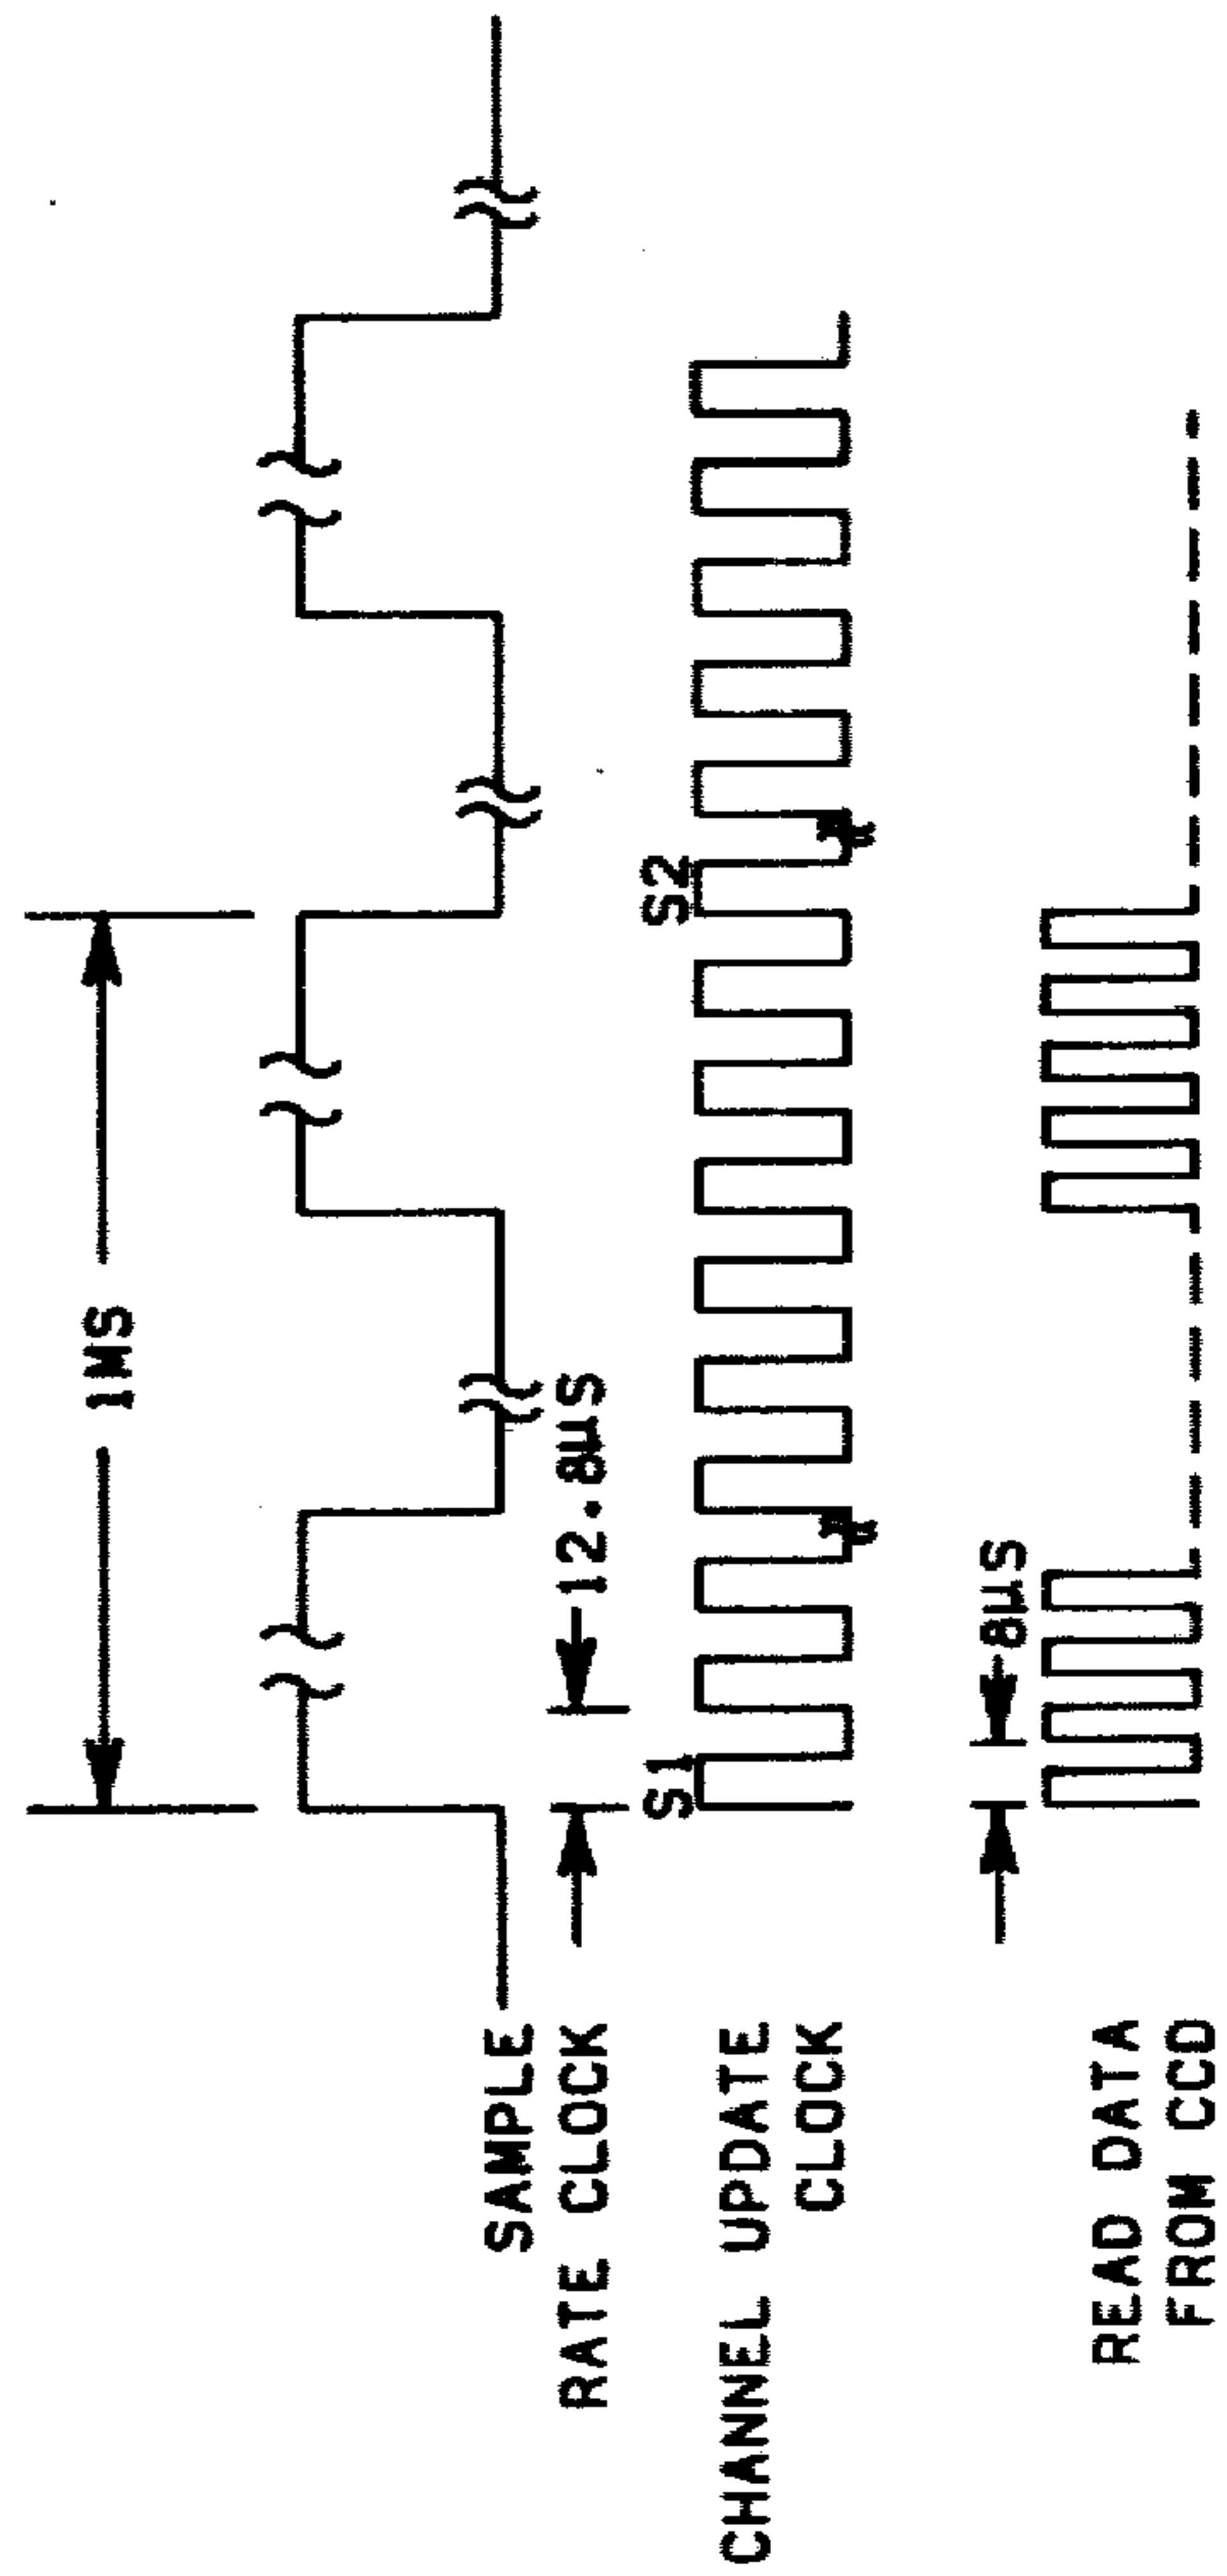 1MS
SAMPLE
RATE CLOCK
12.8µS
S1
S2
CHANNEL UPDATE
CLOCK
8µS
READ DATA
FROM CCD